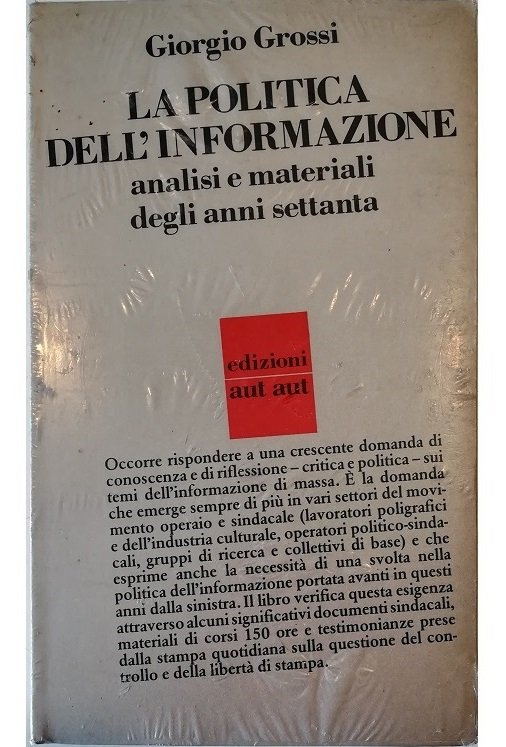 Giorgio Grossi
LA POLITICA
DELL'INFORMAZIONE
analisi e materiali
degli anni settanta
edizioni
aut aut
Occorre rispondere a una crescente domanda di
conoscenza e di riflessione – critica e politica – sui
temi dell'informazione di massa. È la domanda
che emerge sempre di più in vari settori del movi-
mento operaio e sindacale (lavoratori poligrafici
e dell'industria culturale, operatori politico-sinda-
cali, gruppi di ricerca e collettivi di base) e che
esprime anche la necessità di una svolta nella
politica dell'informazione portata avanti in questi
anni dalla sinistra. Il libro verifica questa esigenza
attraverso alcuni significativi documenti sindacali,
materiali di corsi 150 ore e testimonianze prese
dalla stampa quotidiana sulla questione del con-
trollo e della libertà di stampa.